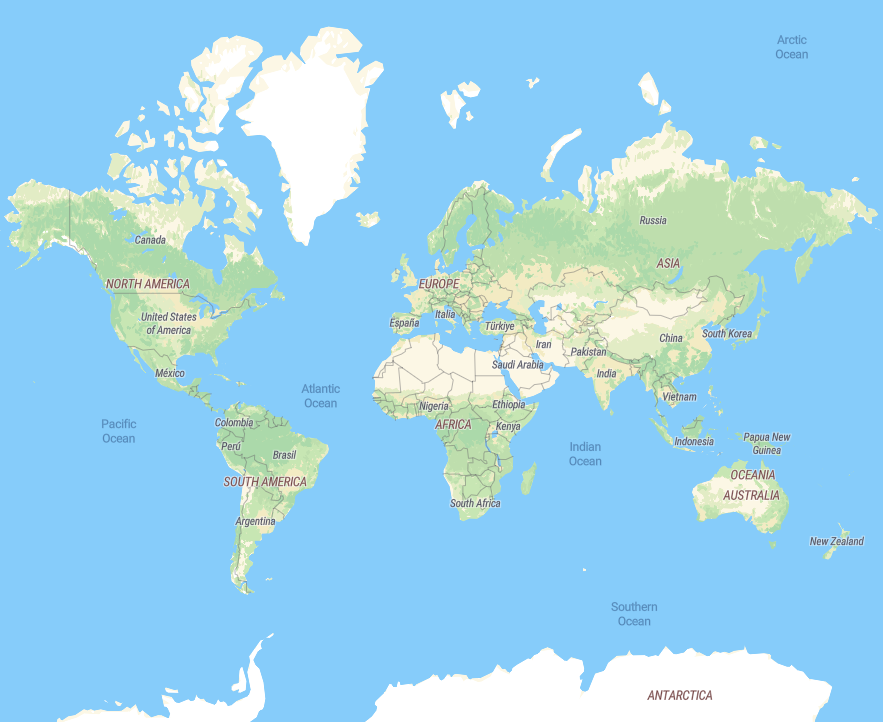 Arctic
Ocean
Russia
Canada
ASIA
NORTH AMERICA
EUROPE
Italia
United States
of America
España
Türkiye
South Korea
China
Iran
Pakistan
Saudi Arabia
México
India
Atlantic
Ocean
Vietnam
Nigeria
Ethiopia
Colombia
AFRICA
Kenya
Pacific
Ocean
Indonesia
Papua New
Guinea
Perú
Brasil
Indian
Ocean
OCEANIA
SOUTH AMERICA
AUSTRALIA
South Africa
Argentina
New Zealand
Southern
Ocean
ANTARCTICA